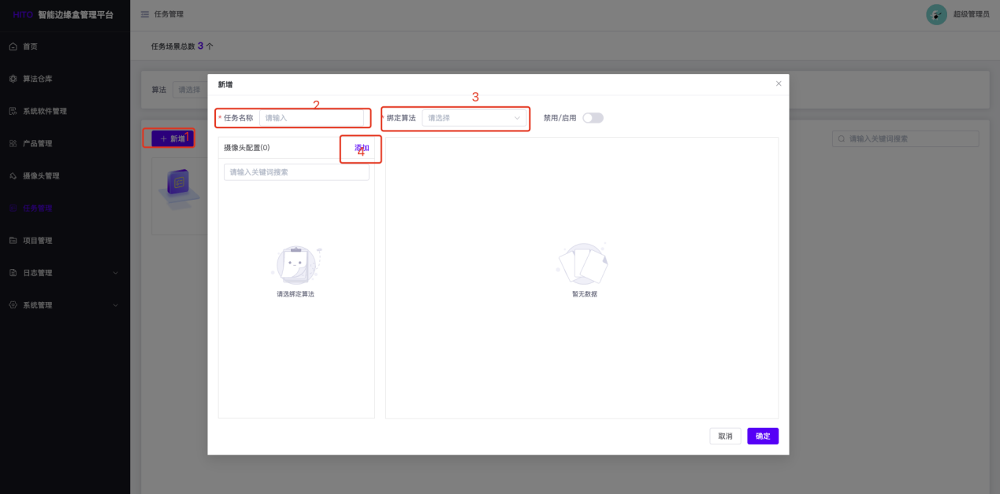 HITO 智能边缘盒管理平台
任务管理
超级管理员
首页
算法仓库
系统软件管理
产品管理
摄像头管理
任务管理
项目管理
日志管理
系统管理
任务场景总数 3 个
算法 请选择
+ 新增 1
请输入关键词搜索
新增
2
3
* 任务名称 请输入
* 绑定算法 请选择
禁用/启用
摄像头配置(0)
添加
4
请输入关键词搜索
请选绑定算法
暂无数据
取消
确定